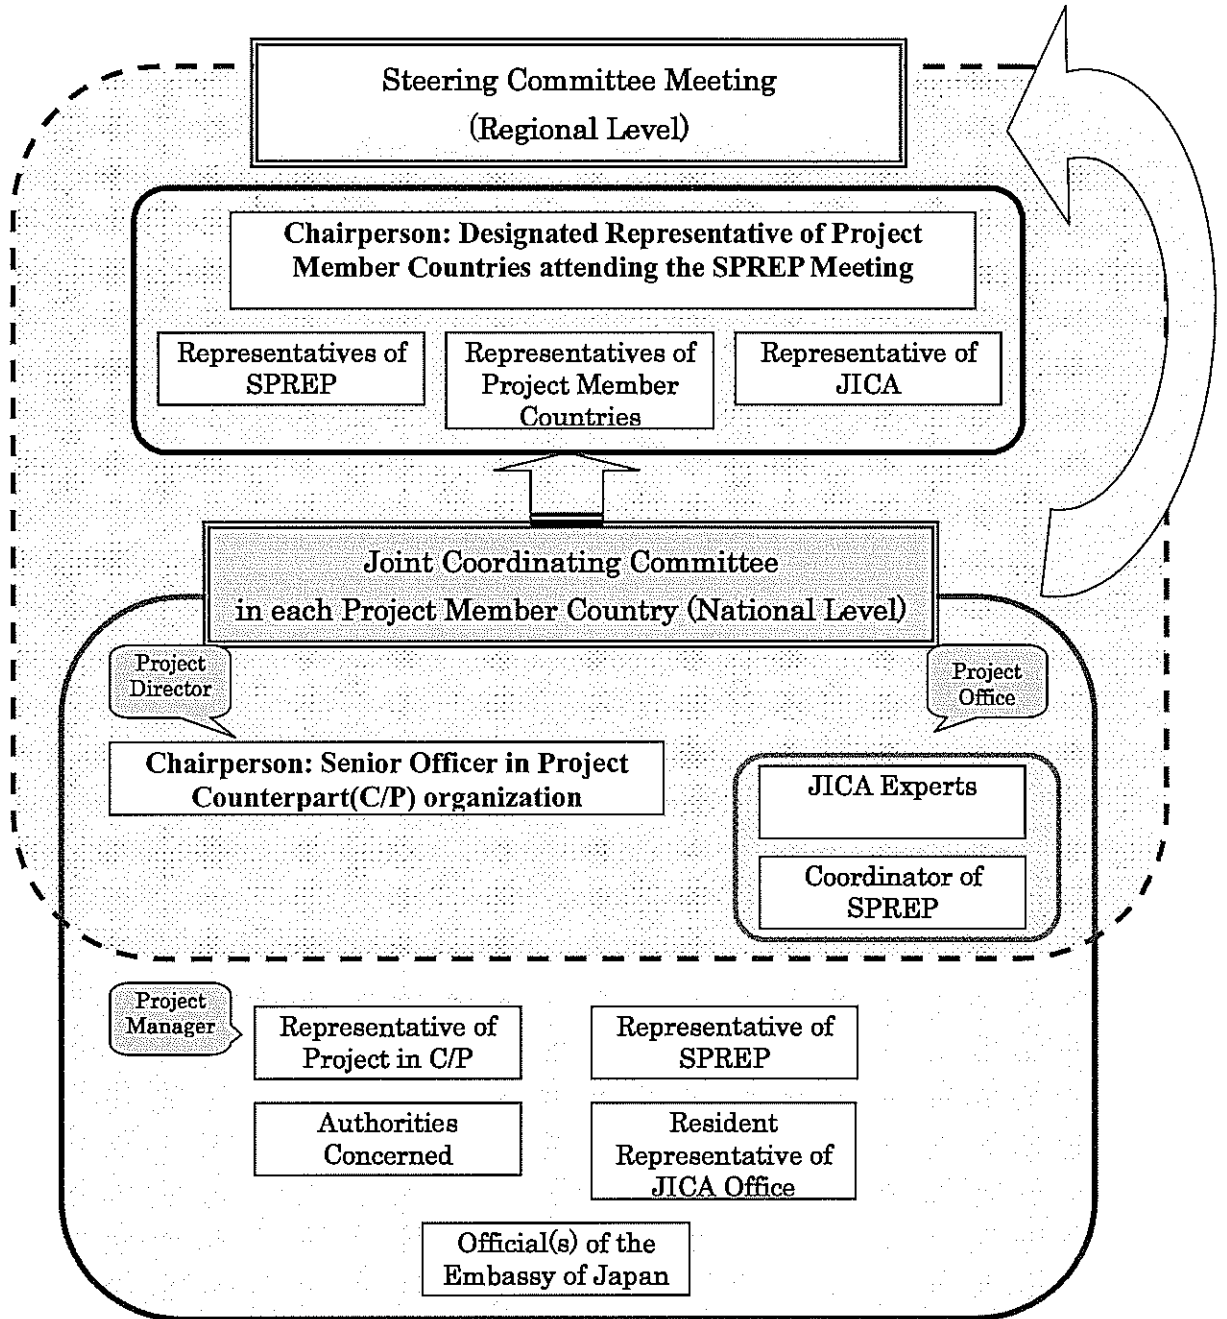 Steering Committee Meeting
(Regional Level)
Chairperson: Designated Representative of Project
Member Countries attending the SPREP Meeting
Representatives of
SPREP
Representatives of
Project Member
Countries
Representative of
JICA
Joint Coordinating Committee
in each Project Member Country (National Level)
Project
Director
Project
Office
Chairperson: Senior Officer in Project
Counterpart(C/P) organization
JICA Experts
Coordinator of
SPREP
Project
Manager
Representative of
Project in C/P
Representative of
SPREP
Authorities
Concerned
Resident
Representative of
JICA Office
Official(s) of the
Embassy of Japan